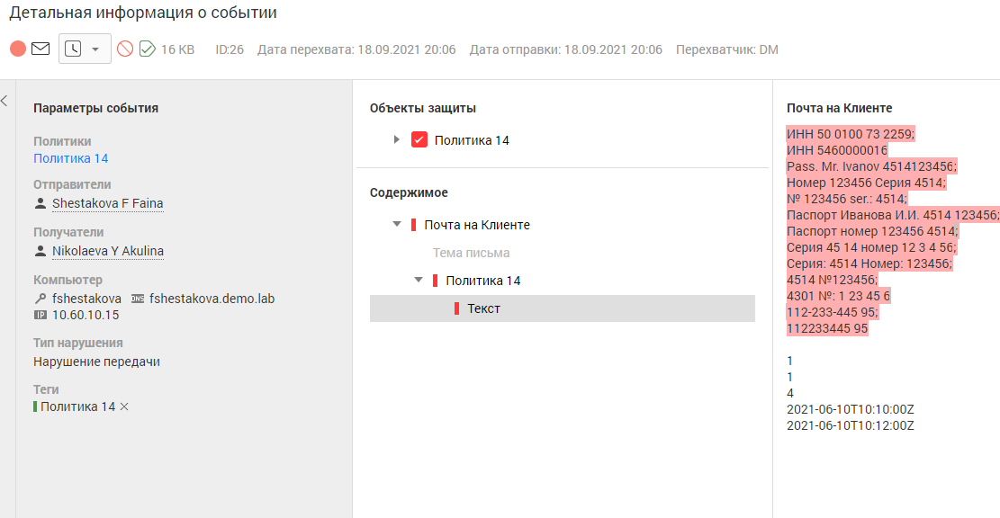 Детальная информация о событии
16 KB ID:26 Дата перехвата: 18.09.2021 20:06 Дата отправки: 18.09.2021 20:06 Перехватчик: DM
Параметры события
Политики
Политика 14
Отправители
Shestakova F Faina
Получатели
Nikolaeva Y Akulina
Компьютер
fshestakova DNS fshestakova.demo.lab
IP 10.60.10.15
Тип нарушения
Нарушение передачи
Теги
Политика 14
Объекты защиты
Политика 14
Содержимое
Почта на Клиенте
Тема письма
Политика 14
Текст
Почта на Клиенте
ИНН 50 0100 73 2259;
ИНН 5460000016
Pass. Mr. Ivanov 4514123456;
Номер 123456 Серия 4514;
№ 123456 ser.: 4514;
Паспорт Иванова И.И. 4514 123456;
Паспорт номер 123456 4514;
Серия 45 14 номер 12 3 4 56;
Серия: 4514 Номер: 123456;
4514 №123456;
4301 №: 1 23 45 6
112-233-445 95;
112233445 95
1
1
4
2021-06-10T10:10:00Z
2021-06-10T10:12:00Z